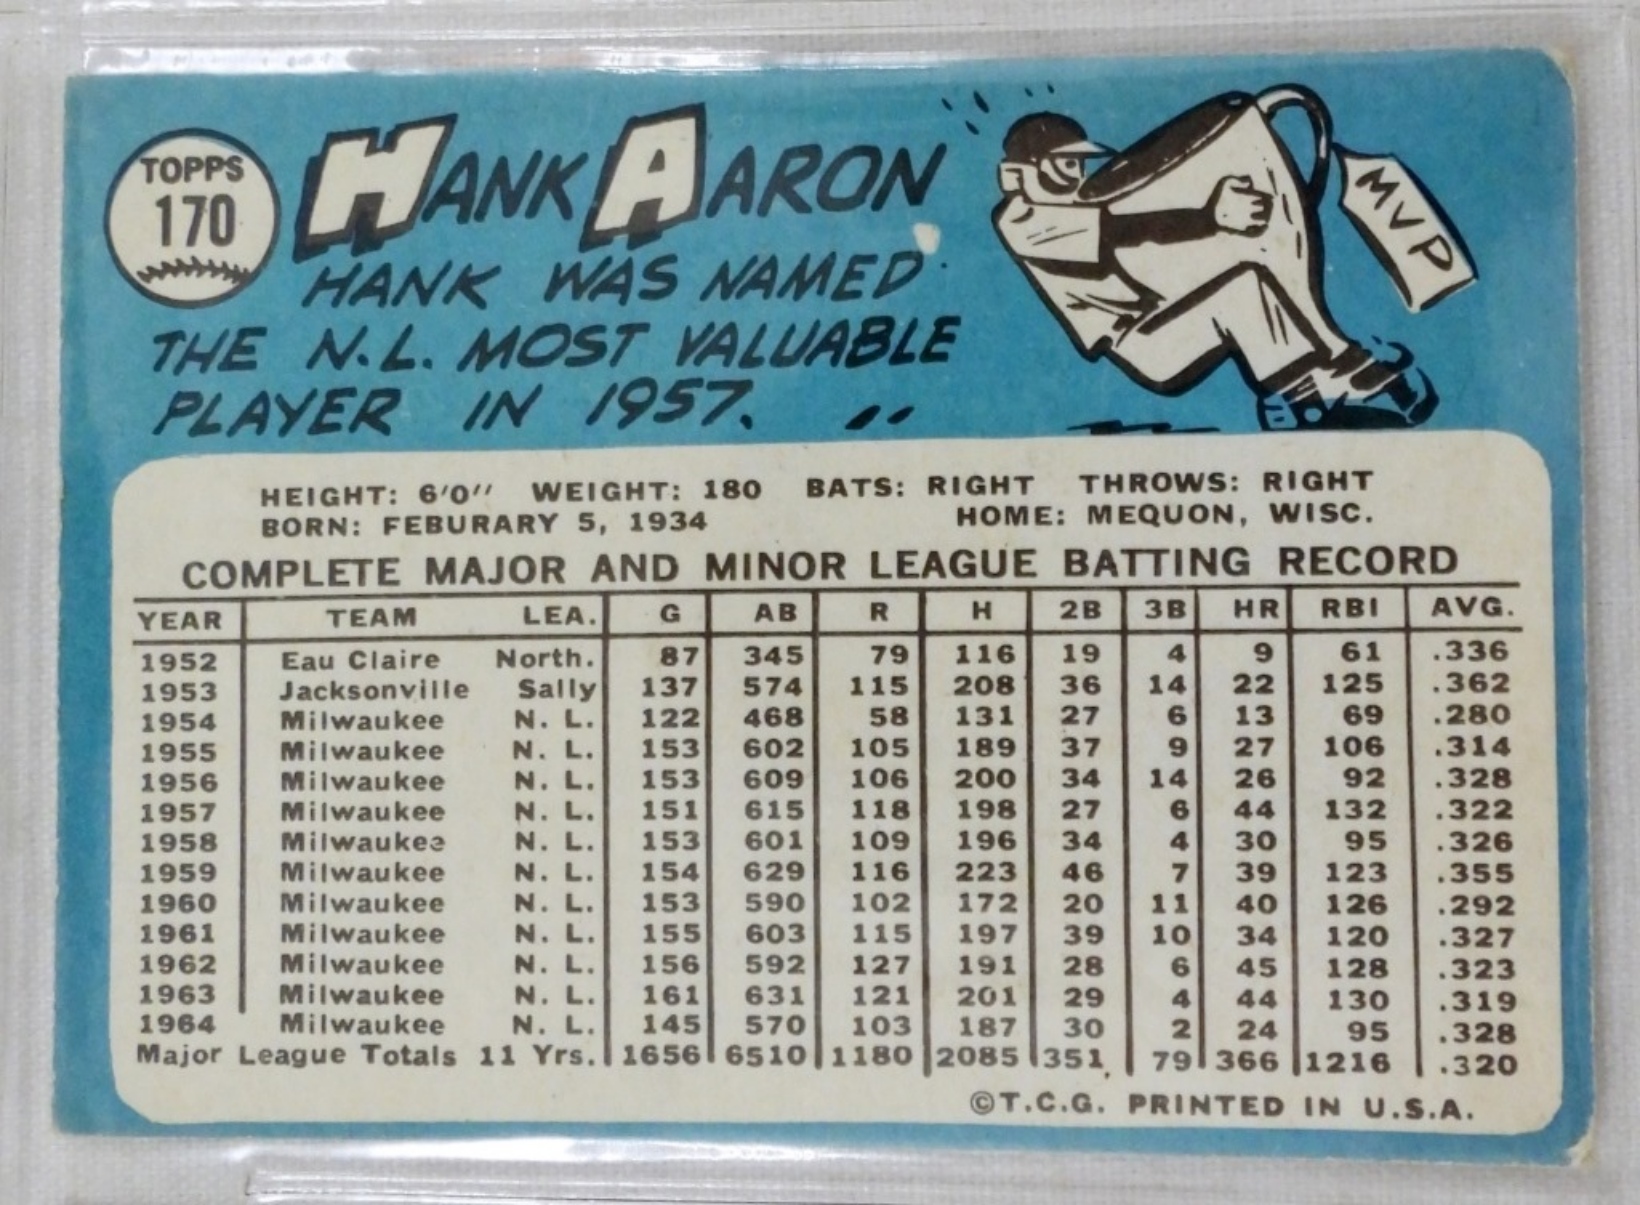 TOPPS
170
HANK AARON
HANK WAS NAMED
THE N.L. MOST VALUABLE
PLAYER IN 1957.
MVP
HEIGHT: 6'0" WEIGHT: 180 BATS: RIGHT THROWS: RIGHT
BORN: FEBURARY 5, 1934 HOME: MEQUON, WISC.
COMPLETE MAJOR AND MINOR LEAGUE BATTING RECORD
YEAR TEAM LEA. G AB R H 2B 3B HR RBI AVG.
1952 Eau Claire North. 87 345 79 116 19 4 9 61 .336
1953 Jacksonville Sally 137 574 115 208 36 14 22 125 .362
1954 Milwaukee N. L. 122 468 58 131 27 6 13 69 .280
1955 Milwaukee N. L. 153 602 105 189 37 9 27 106 .314
1956 Milwaukee N. L. 153 609 106 200 34 14 26 92 .328
1957 Milwaukee N. L. 151 615 118 198 27 6 44 132 .322
1958 Milwaukee N. L. 153 601 109 196 34 4 30 95 .326
1959 Milwaukee N. L. 154 629 116 223 46 7 39 123 .355
1960 Milwaukee N. L. 153 590 102 172 20 11 40 126 .292
1961 Milwaukee N. L. 155 603 115 197 39 10 34 120 .327
1962 Milwaukee N. L. 156 592 127 191 28 6 45 128 .323
1963 Milwaukee N. L. 161 631 121 201 29 4 44 130 .319
1964 Milwaukee N. L. 145 570 103 187 30 2 24 95 .328
Major League Totals 11 Yrs. 1656 6510 1180 2085 351 79 366 1216 .320
©T.C.G. PRINTED IN U.S.A.